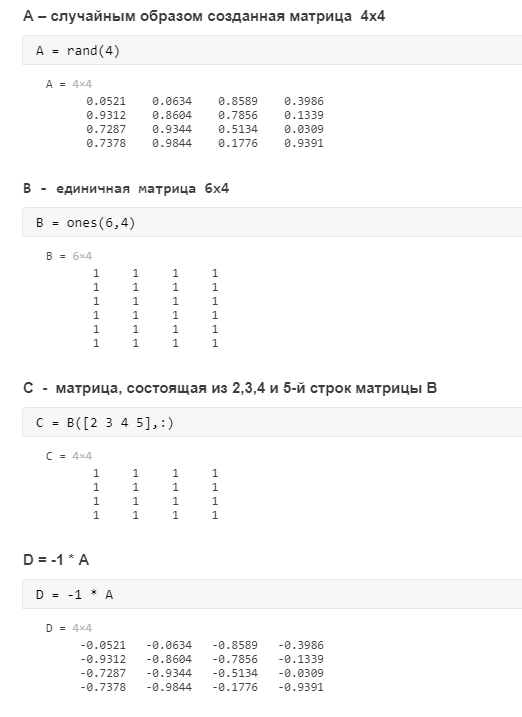 А – случайным образом созданная матрица 4x4
A = rand(4)
A = 4×4
0.0521 0.0634 0.8589 0.3986
0.9312 0.8604 0.7856 0.1339
0.7287 0.9344 0.5134 0.0309
0.7378 0.9844 0.1776 0.9391
B - единичная матрица 6x4
B = ones(6,4)
B = 6×4
1 1 1 1
1 1 1 1
1 1 1 1
1 1 1 1
1 1 1 1
1 1 1 1
C - матрица, состоящая из 2,3,4 и 5-й строк матрицы B
C = B([2 3 4 5],:)
C = 4×4
1 1 1 1
1 1 1 1
1 1 1 1
1 1 1 1
D = -1 * A
D = -1 * A
D = 4×4
-0.0521 -0.0634 -0.8589 -0.3986
-0.9312 -0.8604 -0.7856 -0.1339
-0.7287 -0.9344 -0.5134 -0.0309
-0.7378 -0.9844 -0.1776 -0.9391